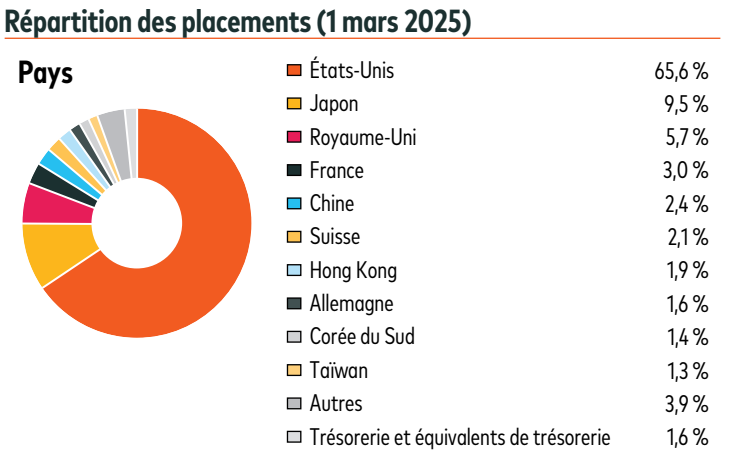 Répartition des placements (1 mars 2025)
Pays
États-Unis 65,6 %
Japon 9,5 %
Royaume-Uni 5,7 %
France 3,0 %
Chine 2,4 %
Suisse 2,1 %
Hong Kong 1,9 %
Allemagne 1,6 %
Corée du Sud 1,4 %
Taïwan 1,3 %
Autres 3,9 %
Trésorerie et équivalents de trésorerie 1,6 %